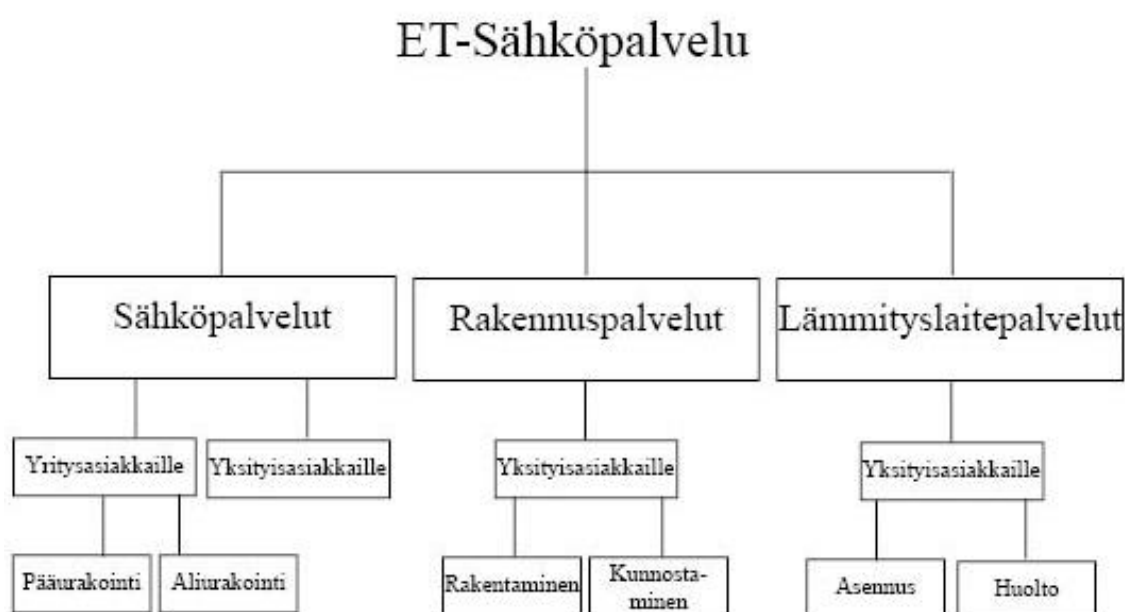 ET-Sähköpalvelu
Sähköpalvelut
Rakennuspalvelut
Lämmityslaitepalvelut
Yritysasiakkaille
Yksityisasiakkaille
Yksityisasiakkaille
Yksityisasiakkaille
Pääurakointi
Aliurakointi
Rakentaminen
Kunnosta-
minen
Asennus
Huolto